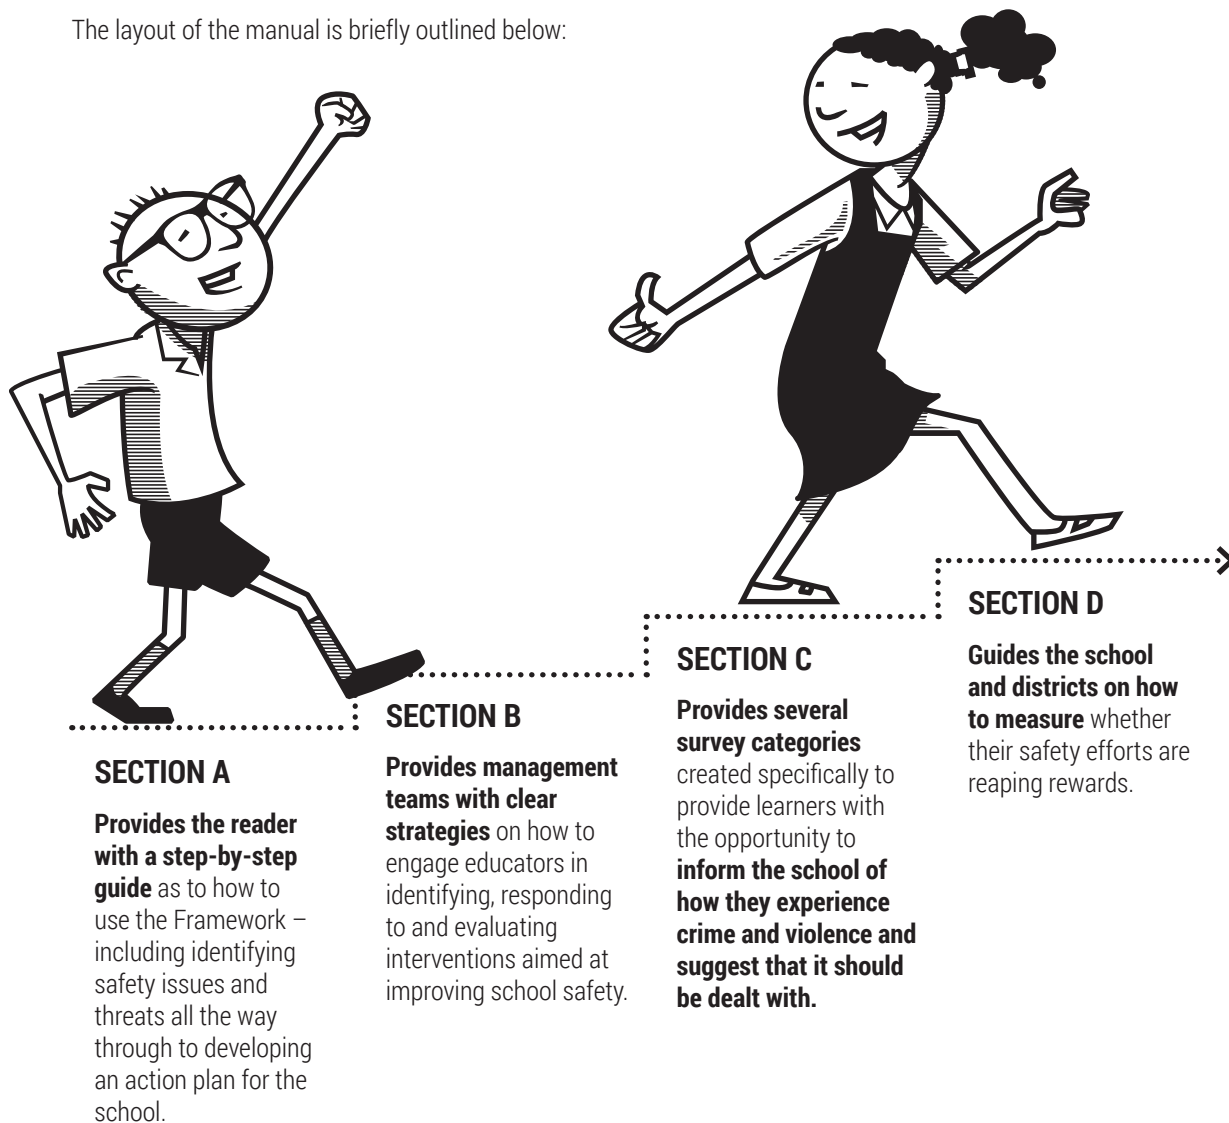 The layout of the manual is briefly outlined below:
SECTION A
Provides the reader
with a step-by-step
guide as to how to
use the Framework –
including identifying
safety issues and
threats all the way
through to developing
an action plan for the
school.
SECTION B
Provides management
teams with clear
strategies on how to
engage educators in
identifying, responding
to and evaluating
interventions aimed at
improving school safety.
SECTION C
Provides several
survey categories
created specifically to
provide learners with
the opportunity to
inform the school of
how they experience
crime and violence and
suggest that it should
be dealt with.
SECTION D
Guides the school
and districts on how
to measure whether
their safety efforts are
reaping rewards.